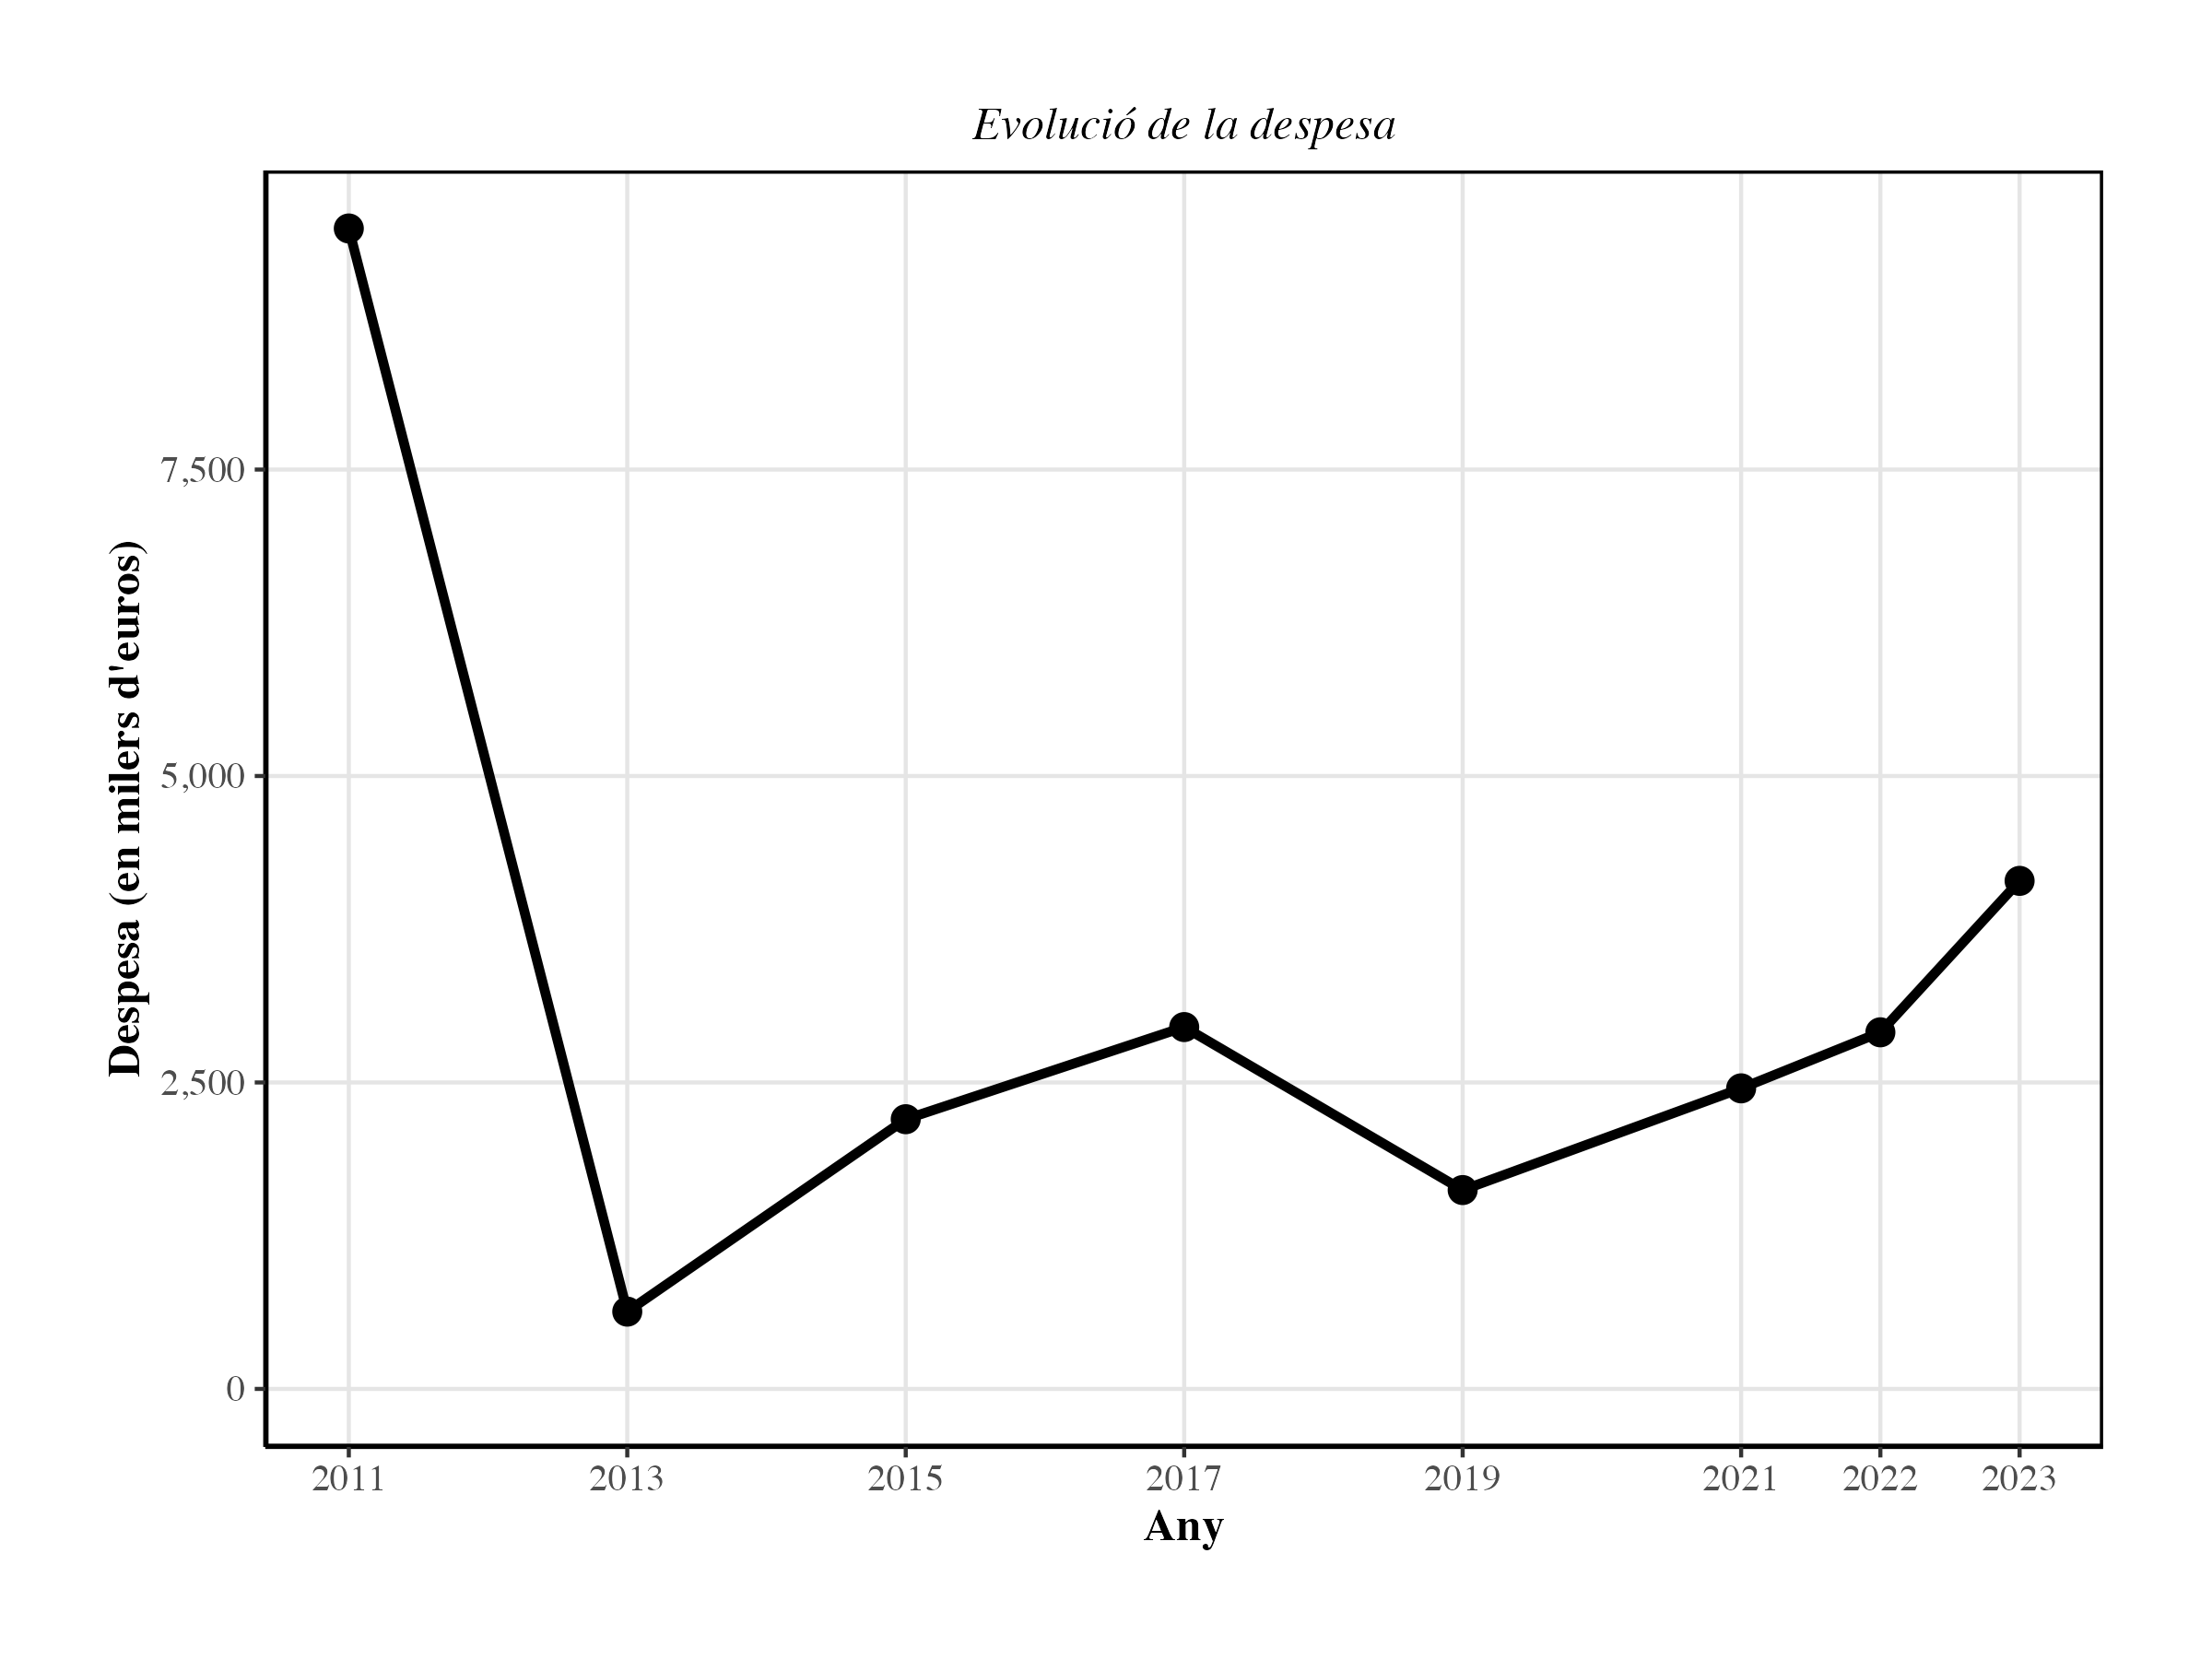 Evolució de la despesa
Despesa (en milers d'euros)
7,500
5,000
2,500
0
2011 2013 2015 2017 2019 2021 2022 2023
Any